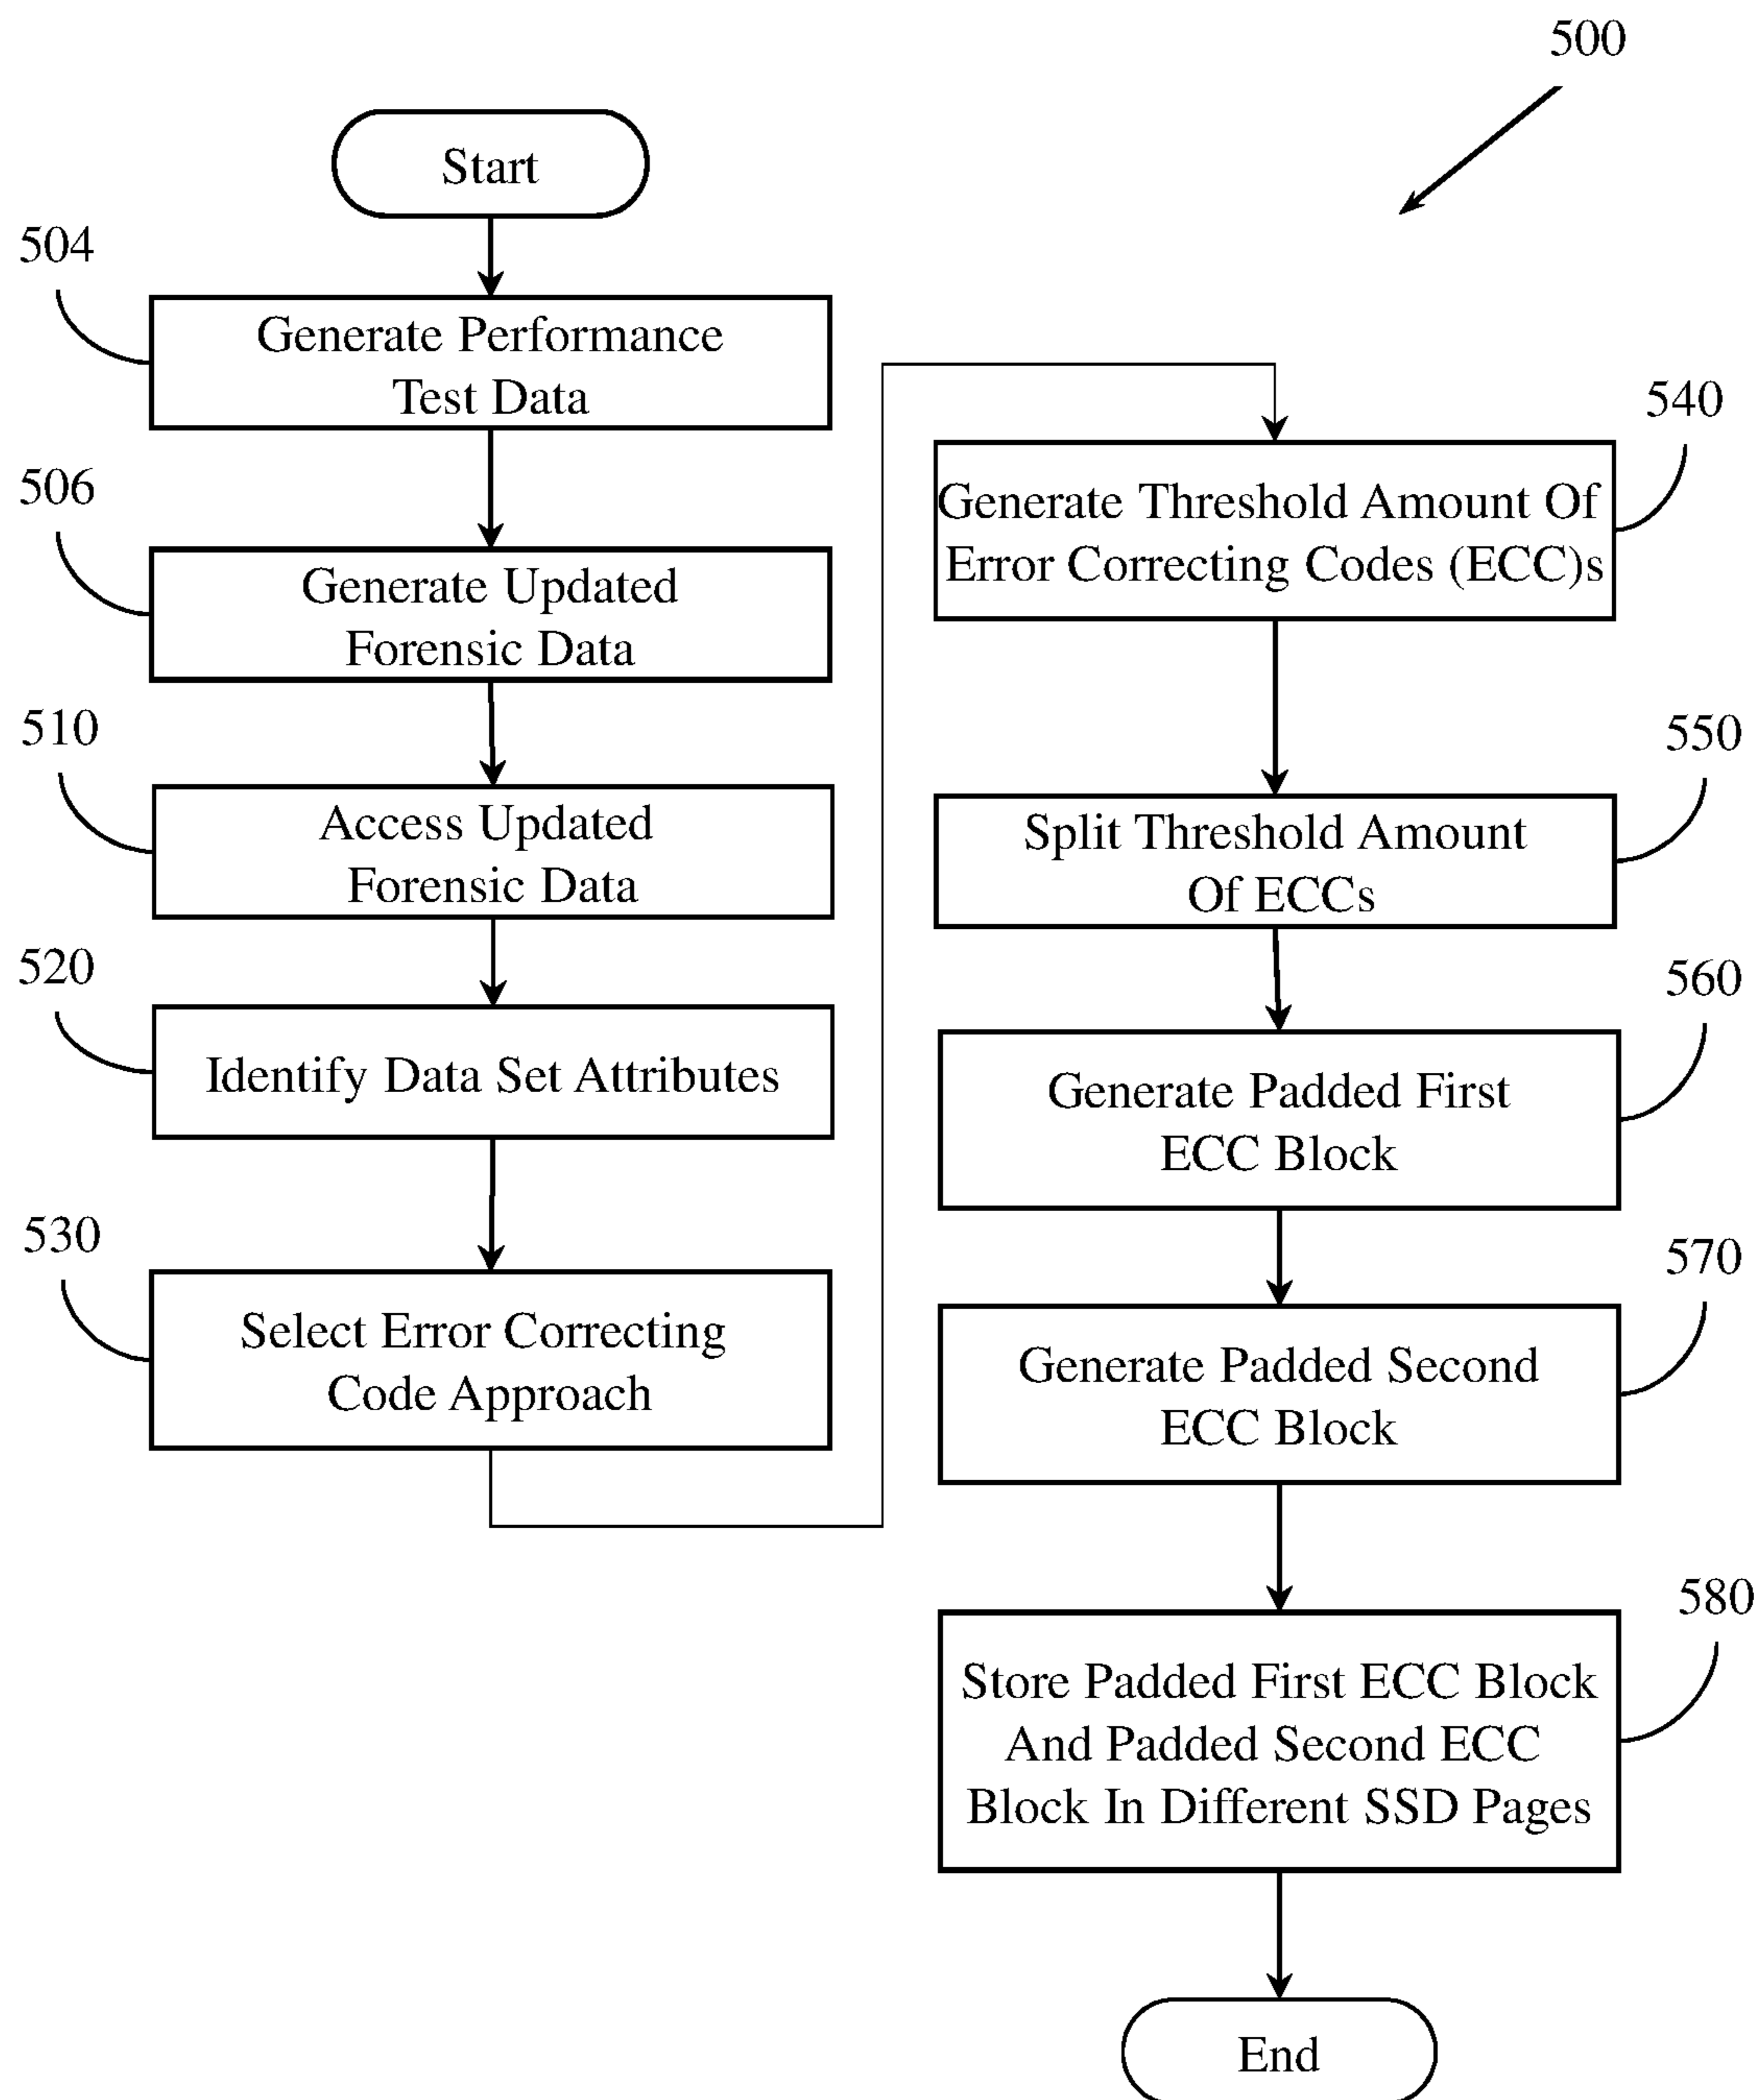 500
Start
504
Generate Performance
Test Data
506
Generate Updated
Forensic Data
510
Access Updated
Forensic Data
520
Identify Data Set Attributes
530
Select Error Correcting
Code Approach
540
Generate Threshold Amount Of
Error Correcting Codes (ECC)s
550
Split Threshold Amount
Of ECCs
560
Generate Padded First
ECC Block
570
Generate Padded Second
ECC Block
580
Store Padded First ECC Block
And Padded Second ECC
Block In Different SSD Pages
End